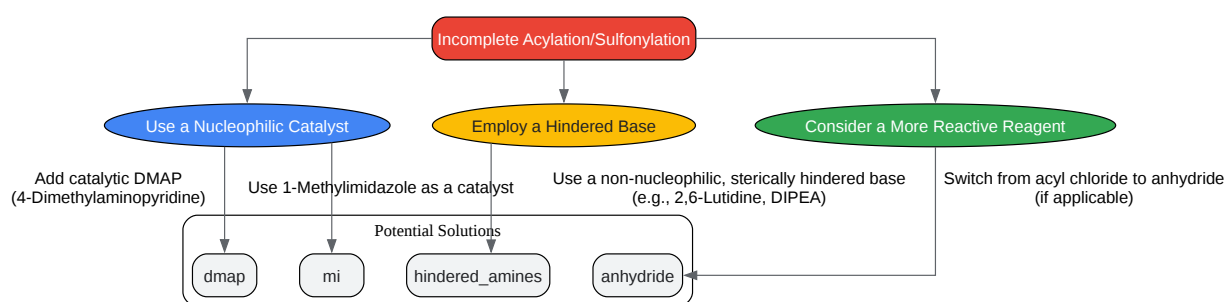 Incomplete Acylation/Sulfonylation
Use a Nucleophilic Catalyst
Employ a Hindered Base
Consider a More Reactive Reagent
Add catalytic DMAP
(4-Dimethylaminopyridine)
Use 1-Methylimidazole as a catalyst
Use a non-nucleophilic, sterically hindered base
(e.g., 2,6-Lutidine, DIPEA)
Switch from acyl chloride to anhydride
(if applicable)
Potential Solutions
dmap
mi
hindered_amines
anhydride